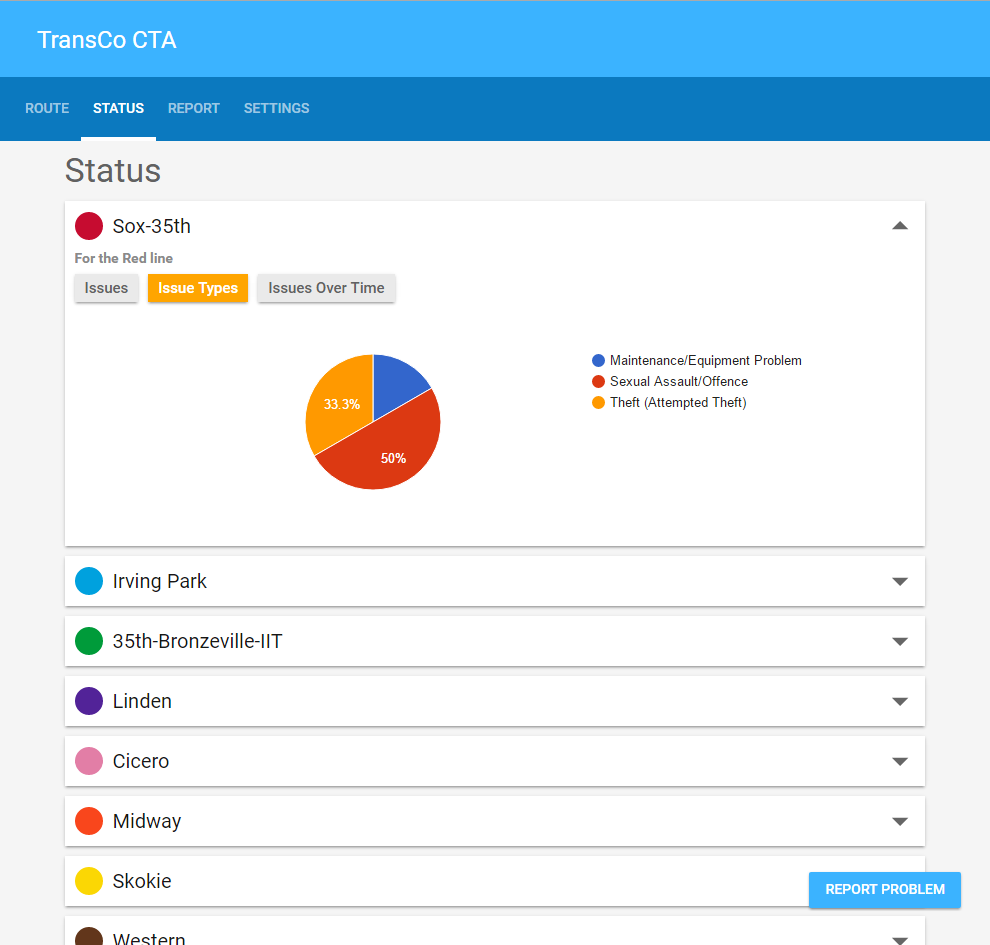 TransCo CTA
ROUTE STATUS REPORT SETTINGS
Status
Sox-35th
For the Red line
Issues Issue Types Issues Over Time
Maintenance/Equipment Problem
Sexual Assault/Offence
Theft (Attempted Theft)
33.3%
50%
Irving Park
35th-Bronzeville-IIT
Linden
Cicero
Midway
Skokie
REPORT PROBLEM
Western